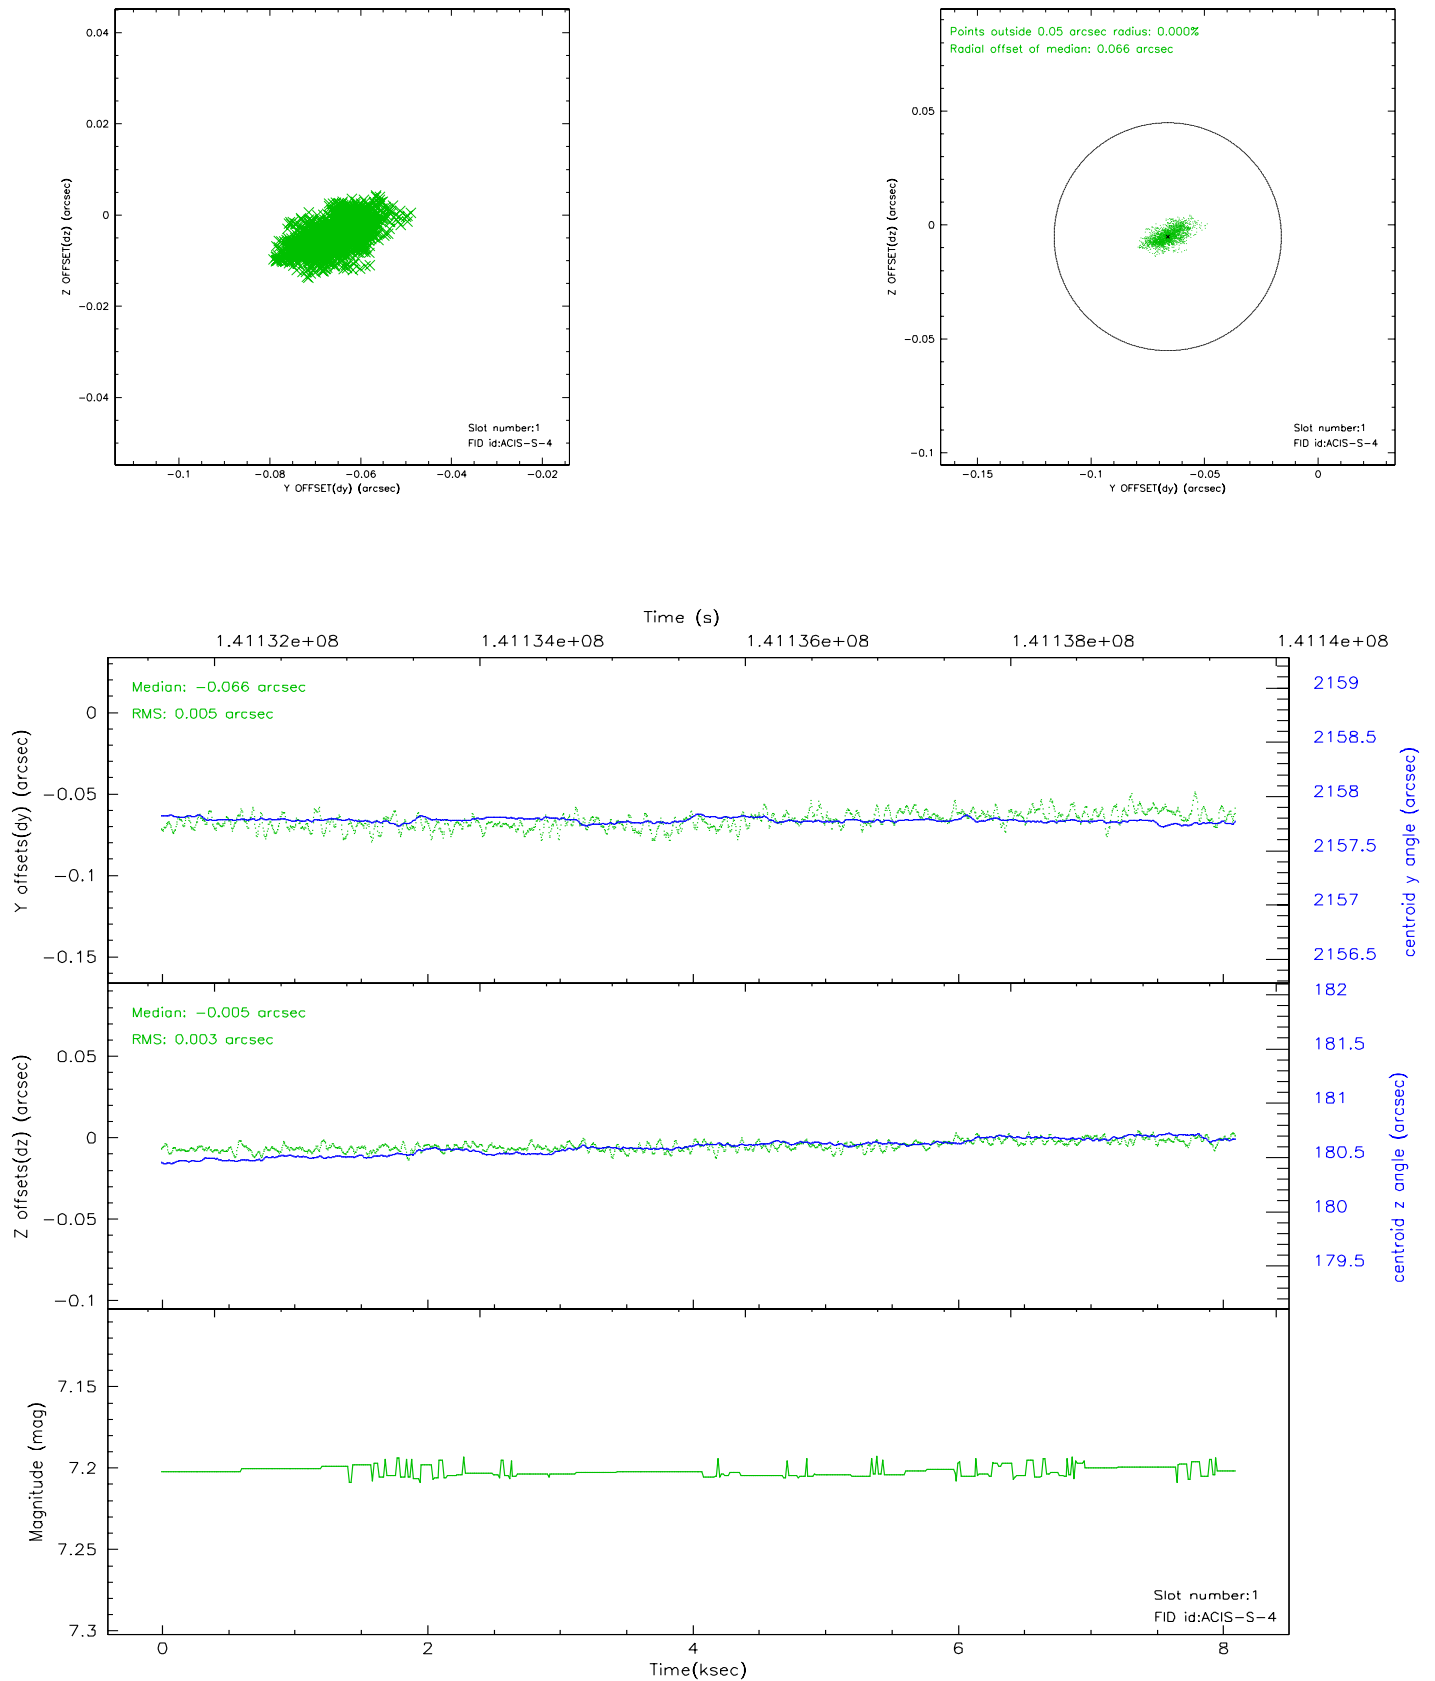 0.04
0.02
0
−0.02
−0.04
Z OFFSET(dz) (arcsec)
Slot number:1
FID id:ACIS−S−4
−0.1
−0.08
−0.06
−0.04
−0.02
Y OFFSET(dy) (arcsec)
Points outside 0.05 arcsec radius: 0.000%
Radial offset of median: 0.066 arcsec
0.05
0
−0.05
−0.1
Z OFFSET(dz) (arcsec)
Slot number:1
FID id:ACIS−S−4
−0.15
−0.1
−0.05
0
Y OFFSET(dy) (arcsec)
Time (s)
1.41132e+08
1.41134e+08
1.41136e+08
1.41138e+08
1.4114e+08
Median: −0.066 arcsec
RMS: 0.005 arcsec
0
−0.05
−0.1
−0.15
Y offsets(dy) (arcsec)
2159
2158.5
2158
2157.5
2157
2156.5
centroid y angle (arcsec)
Median: −0.005 arcsec
RMS: 0.003 arcsec
0.05
0
−0.05
−0.1
Z offsets(dz) (arcsec)
182
181.5
181
180.5
180
179.5
centroid z angle (arcsec)
7.15
7.2
7.25
7.3
Magnitude (mag)
Slot number:1
FID id:ACIS−S−4
0
2
4
6
8
Time(ksec)